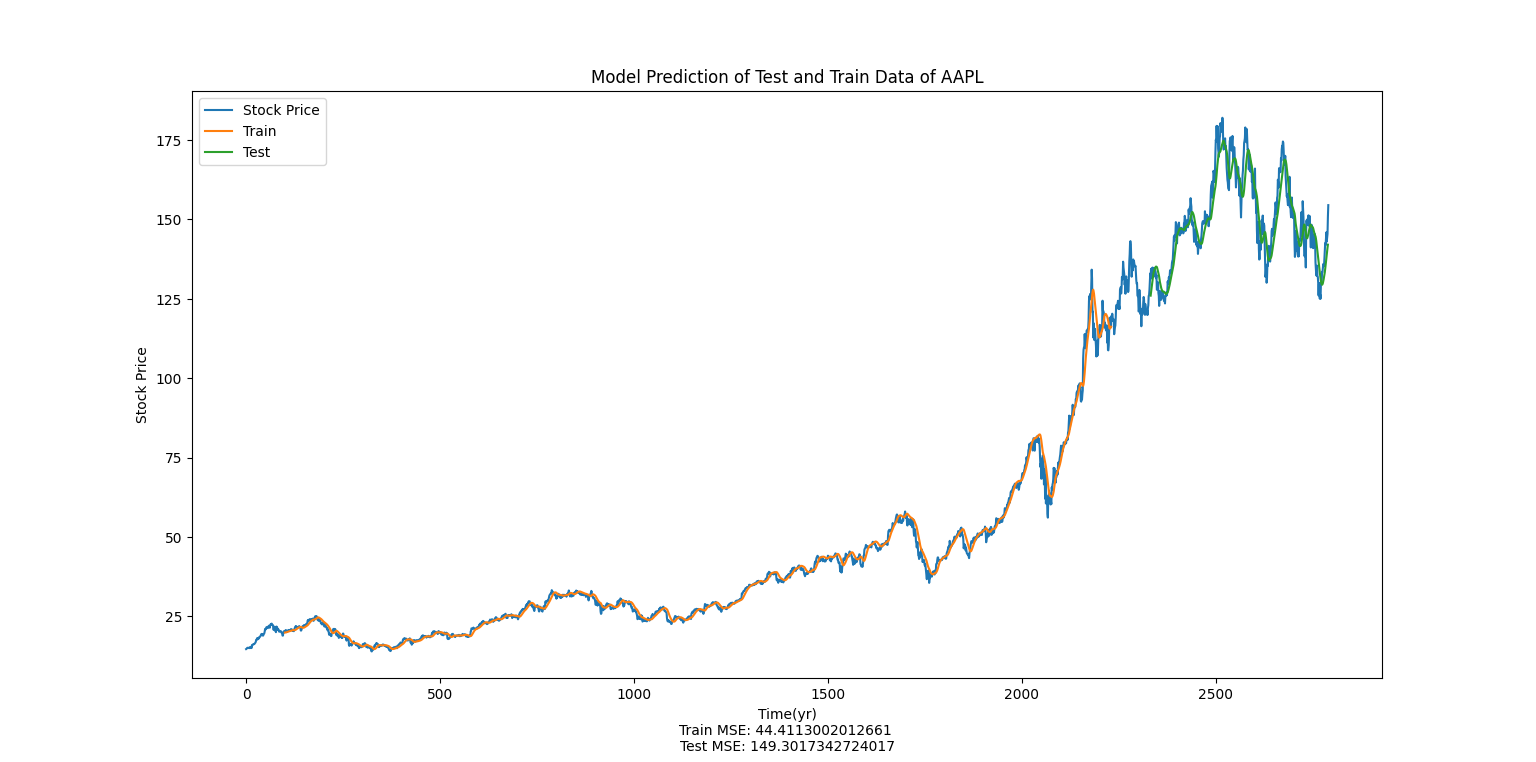 Model Prediction of Test and Train Data of AAPL
Stock Price
Train
Test
175
150
125
100
75
50
25
Stock Price
0 500 1000 1500 2000 2500
Time(yr)
Train MSE: 44.4113002012661
Test MSE: 149.3017342724017